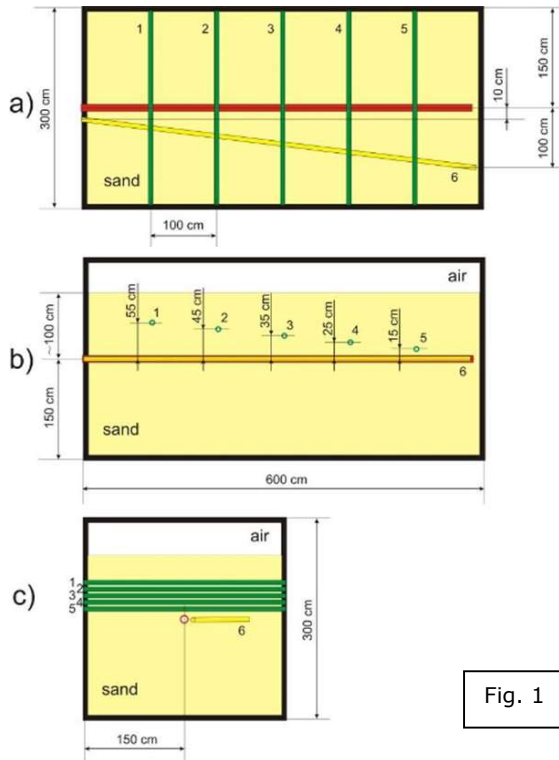 1 2 3 4 5
a)
300 cm
150 cm
10 cm
100 cm
sand
6
100 cm
air
b)
~100 cm
55 cm
1
45 cm
2
35 cm
3
25 cm
4
15 cm
5
150 cm
6
sand
600 cm
air
c)
1
2
3
4
5
6
sand
300 cm
150 cm
Fig. 1